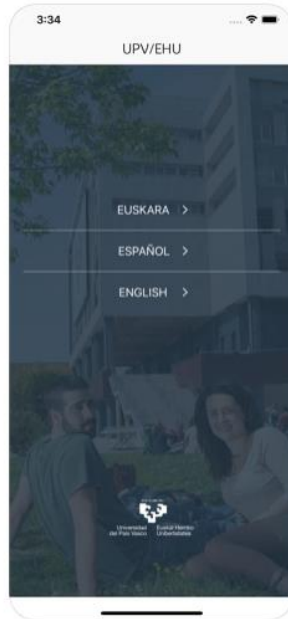 3:34
UPV/EHU
EUSKARA
ESPAÑOL
ENGLISH
Universidad Euskal Herriko
del País Vasco Unibertsitatea